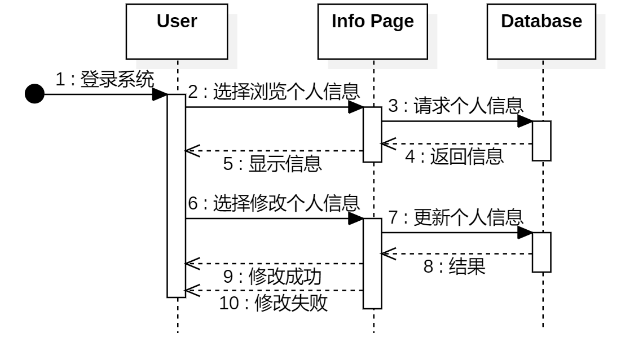 User
Info Page
Database
1 : 登录系统
2 : 选择浏览个人信息
3 : 请求个人信息
4 : 返回信息
5 : 显示信息
6 : 选择修改个人信息
7 : 更新个人信息
8 : 结果
9 : 修改成功
10 : 修改失败